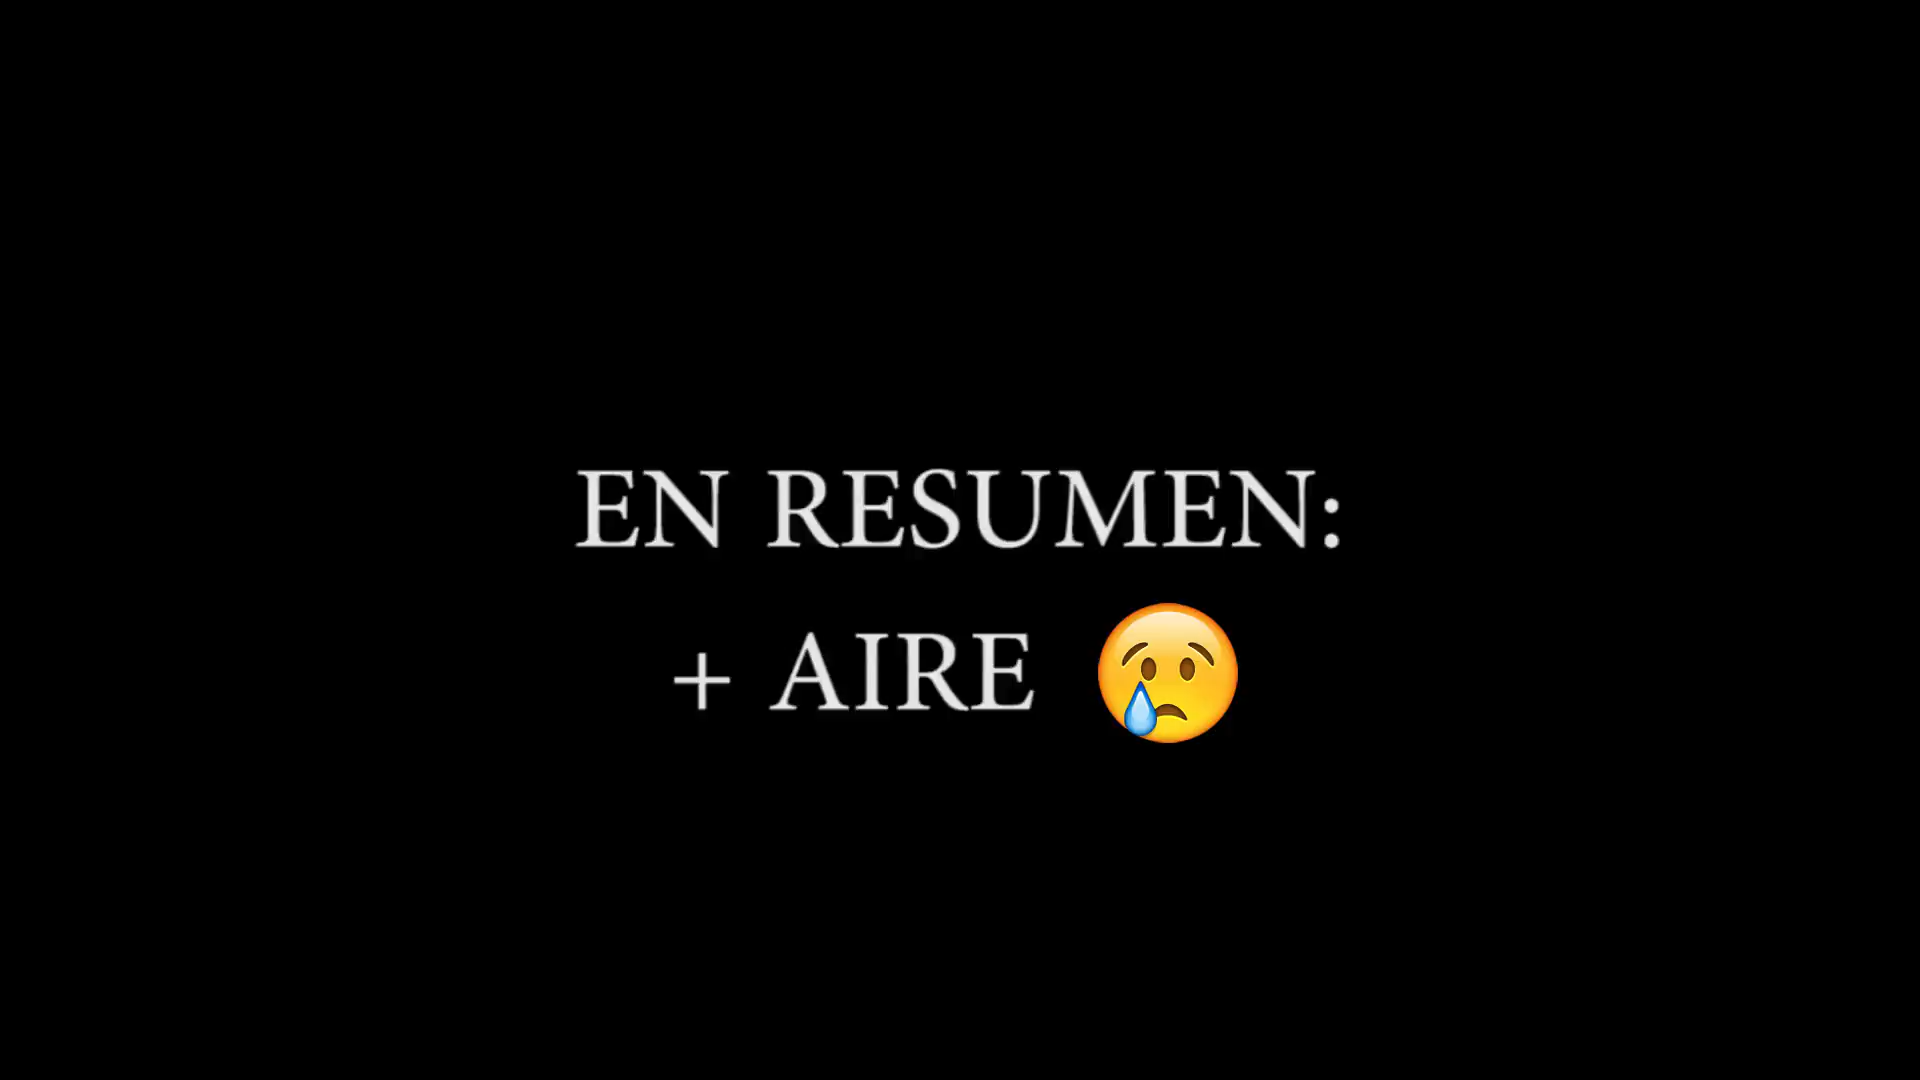 EN RESUMEN:
+ AIRE 😢